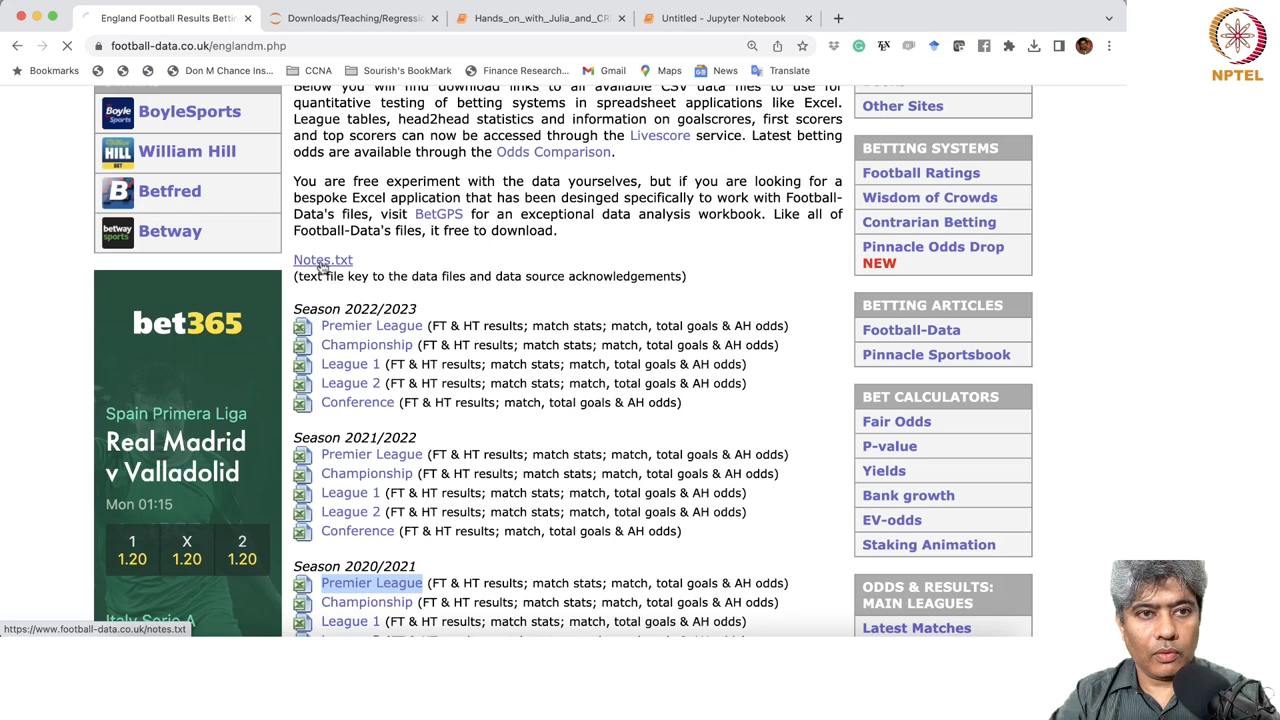 England Football Results Betti
Downloads/Teaching/Regressi
Hands_on_with_Julia_and_CR
Untitled - Jupyter Notebook
football-data.co.uk/englandm.php
Bookmarks
Don M Chance Ins...
CCNA
Sourish's BookMark
Finance Research...
Gmail
Maps
News
Translate
NPTEL
BoyleSports
William Hill
Betfred
Betway
bet365
Spain Primera Liga
Real Madrid
v Valladolid
Mon 01:15
1 X 2
1.20 1.20 1.20
Italy Serie A
Below you will find download links to all available CSV data files to use for
quantitative testing of betting systems in spreadsheet applications like Excel.
League tables, head2head statistics and information on goalscores, first scorers
and top scorers can now be accessed through the Livescore service. Latest betting
odds are available through the Odds Comparison.
You are free experiment with the data yourselves, but if you are looking for a
bespoke Excel application that has been desinged specifically to work with Football-
Data's files, visit BetGPS for an exceptional data analysis workbook. Like all of
Football-Data's files, it free to download.
Notes.txt
(text file key to the data files and data source acknowledgements)
Season 2022/2023
Premier League (FT & HT results; match stats; match, total goals & AH odds)
Championship (FT & HT results; match stats; match, total goals & AH odds)
League 1 (FT & HT results; match stats; match, total goals & AH odds)
League 2 (FT & HT results; match stats; match, total goals & AH odds)
Conference (FT & HT results; match, total goals & AH odds)
Season 2021/2022
Premier League (FT & HT results; match stats; match, total goals & AH odds)
Championship (FT & HT results; match stats; match, total goals & AH odds)
League 1 (FT & HT results; match stats; match, total goals & AH odds)
League 2 (FT & HT results; match stats; match, total goals & AH odds)
Conference (FT & HT results; match, total goals & AH odds)
Season 2020/2021
Premier League (FT & HT results; match stats; match, total goals & AH odds)
Championship (FT & HT results; match stats; match, total goals & AH odds)
League 1 (FT & HT results; match stats; match, total goals & AH odds)
Other Sites
BETTING SYSTEMS
Football Ratings
Wisdom of Crowds
Contrarian Betting
Pinnacle Odds Drop
NEW
BETTING ARTICLES
Football-Data
Pinnacle Sportsbook
BET CALCULATORS
Fair Odds
P-value
Yields
Bank growth
EV-odds
Staking Animation
ODDS & RESULTS:
MAIN LEAGUES
Latest Matches
https://www.football-data.co.uk/notes.txt